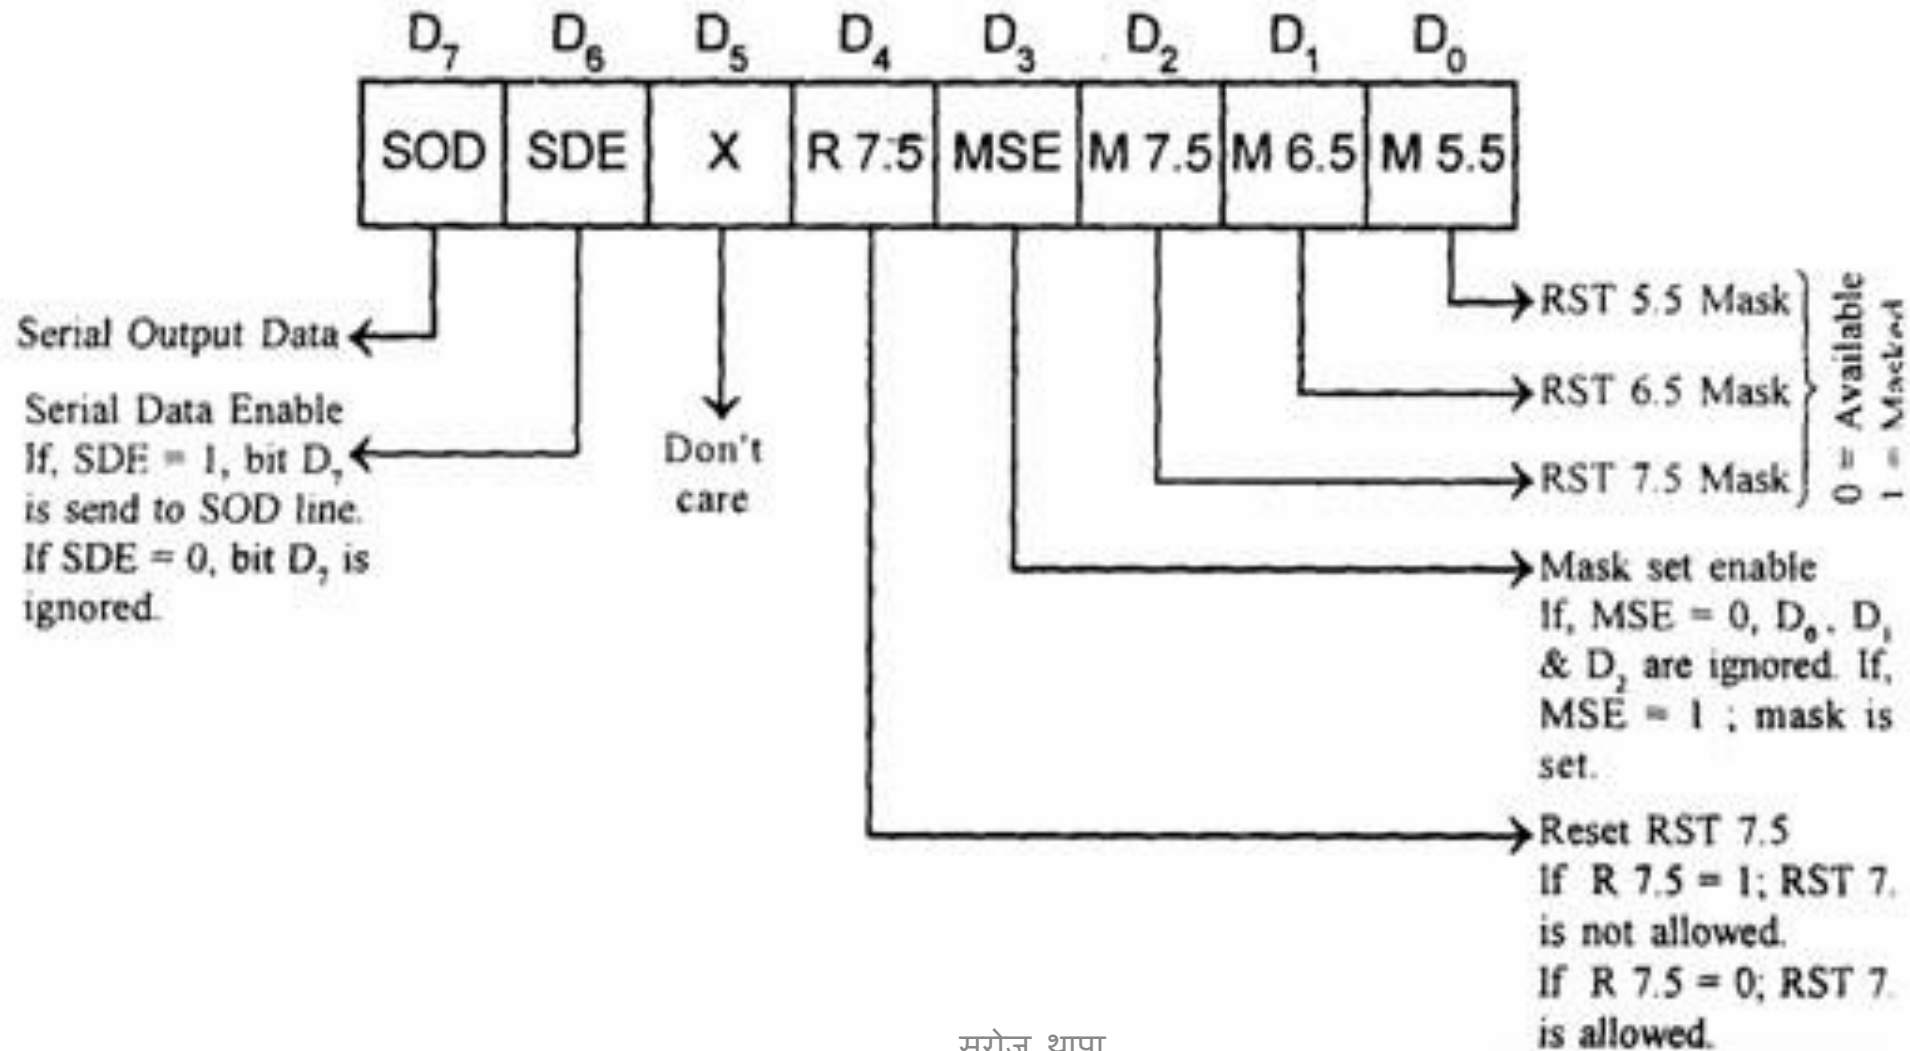 D7 D6 D5 D4 D3 D2 D1 D0
SOD SDE X R 7.5 MSE M 7.5 M 6.5 M 5.5
Serial Output Data
Serial Data Enable
If, SDE = 1, bit D7
is send to SOD line.
If SDE = 0, bit D7 is
ignored.
Don't
care
RST 5.5 Mask
RST 6.5 Mask
RST 7.5 Mask
0 = Available
1 = Masked
Mask set enable
If, MSE = 0, D0, D1
& D2 are ignored. If,
MSE = 1 ; mask is
set.
Reset RST 7.5
If R 7.5 = 1; RST 7.
is not allowed.
If R 7.5 = 0; RST 7.
is allowed.
सरोज थापा